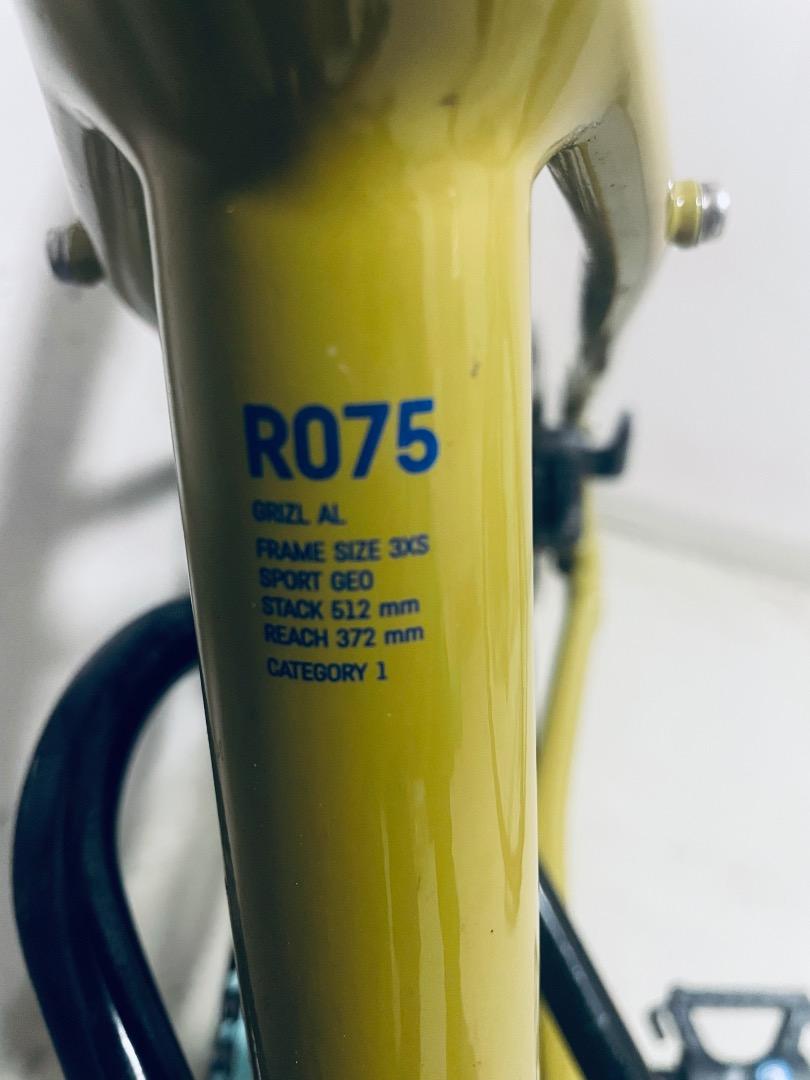 R075
GRIZL AL
FRAME SIZE 3XS
SPORT GEO
STACK 512 mm
REACH 372 mm
CATEGORY 1